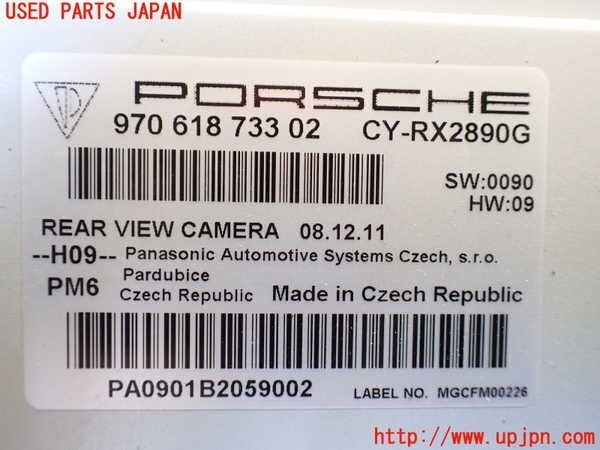 USED PARTS JAPAN
PORSCHE
970 618 733 02 CY-RX2890G
SW:0090
HW:09
REAR VIEW CAMERA 08.12.11
--H09-- Panasonic Automotive Systems Czech, s.r.o.
Pardubice
PM6 Czech Republic Made in Czech Republic
PA0901B2059002 LABEL NO. MGCFM00226
http://www.upjpn.com/